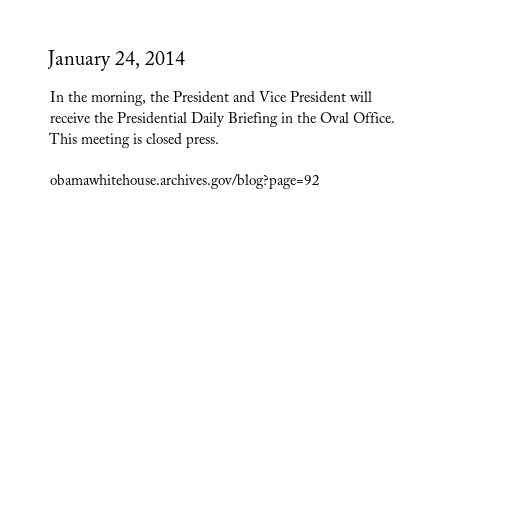 January 24, 2014
In the morning, the President and Vice President will
receive the Presidential Daily Briefing in the Oval Office.
This meeting is closed press.
obamawhitehouse.archives.gov/blog?page=92